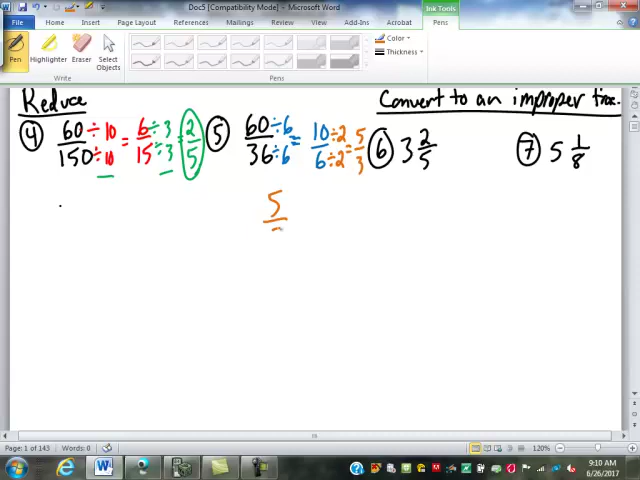 Doc5 [Compatibility Mode] - Microsoft Word
Ink Tools
File Home Insert Page Layout References Mailings Review View Add-Ins Acrobat Pens
Pen Highlighter Eraser Select Objects
Color
Thickness
Write Pens
Reduce Convert to an improper frac.
④ 60/150 ÷10/÷10 = 6/15 ÷3/÷3 = 2/5 ⑤ 60/36 ÷6/÷6 = 10/6 ÷2/÷2 = 5/3 ⑥ 3 2/5 ⑦ 5 1/8
5
Page: 1 of 143 Words: 0 120%
9:10 AM
6/26/2017